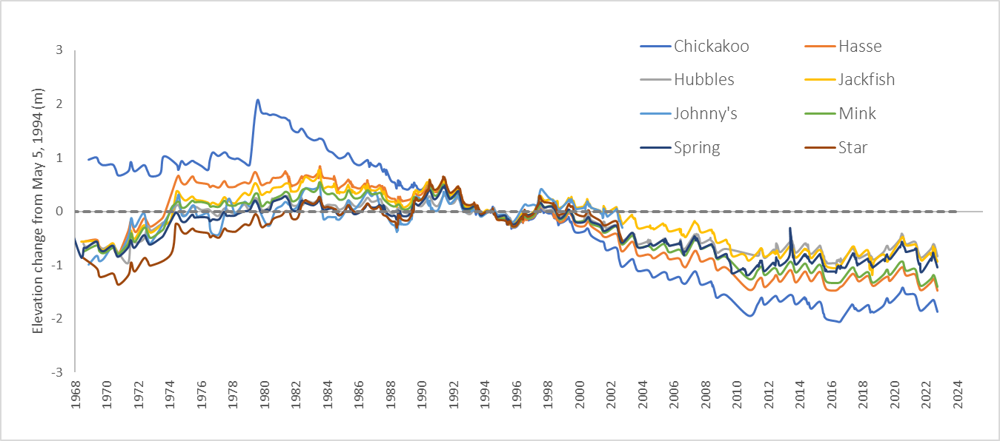 Chickakoo Hasse
Hubbles Jackfish
Johnny's Mink
Spring Star
Elevation change from May 5, 1994 (m)
3
2
1
0
-1
-2
-3
1968 1970 1972 1974 1976 1978 1980 1982 1984 1986 1988 1990 1992 1994 1996 1998 2000 2002 2004 2006 2008 2010 2012 2014 2016 2018 2020 2022 2024